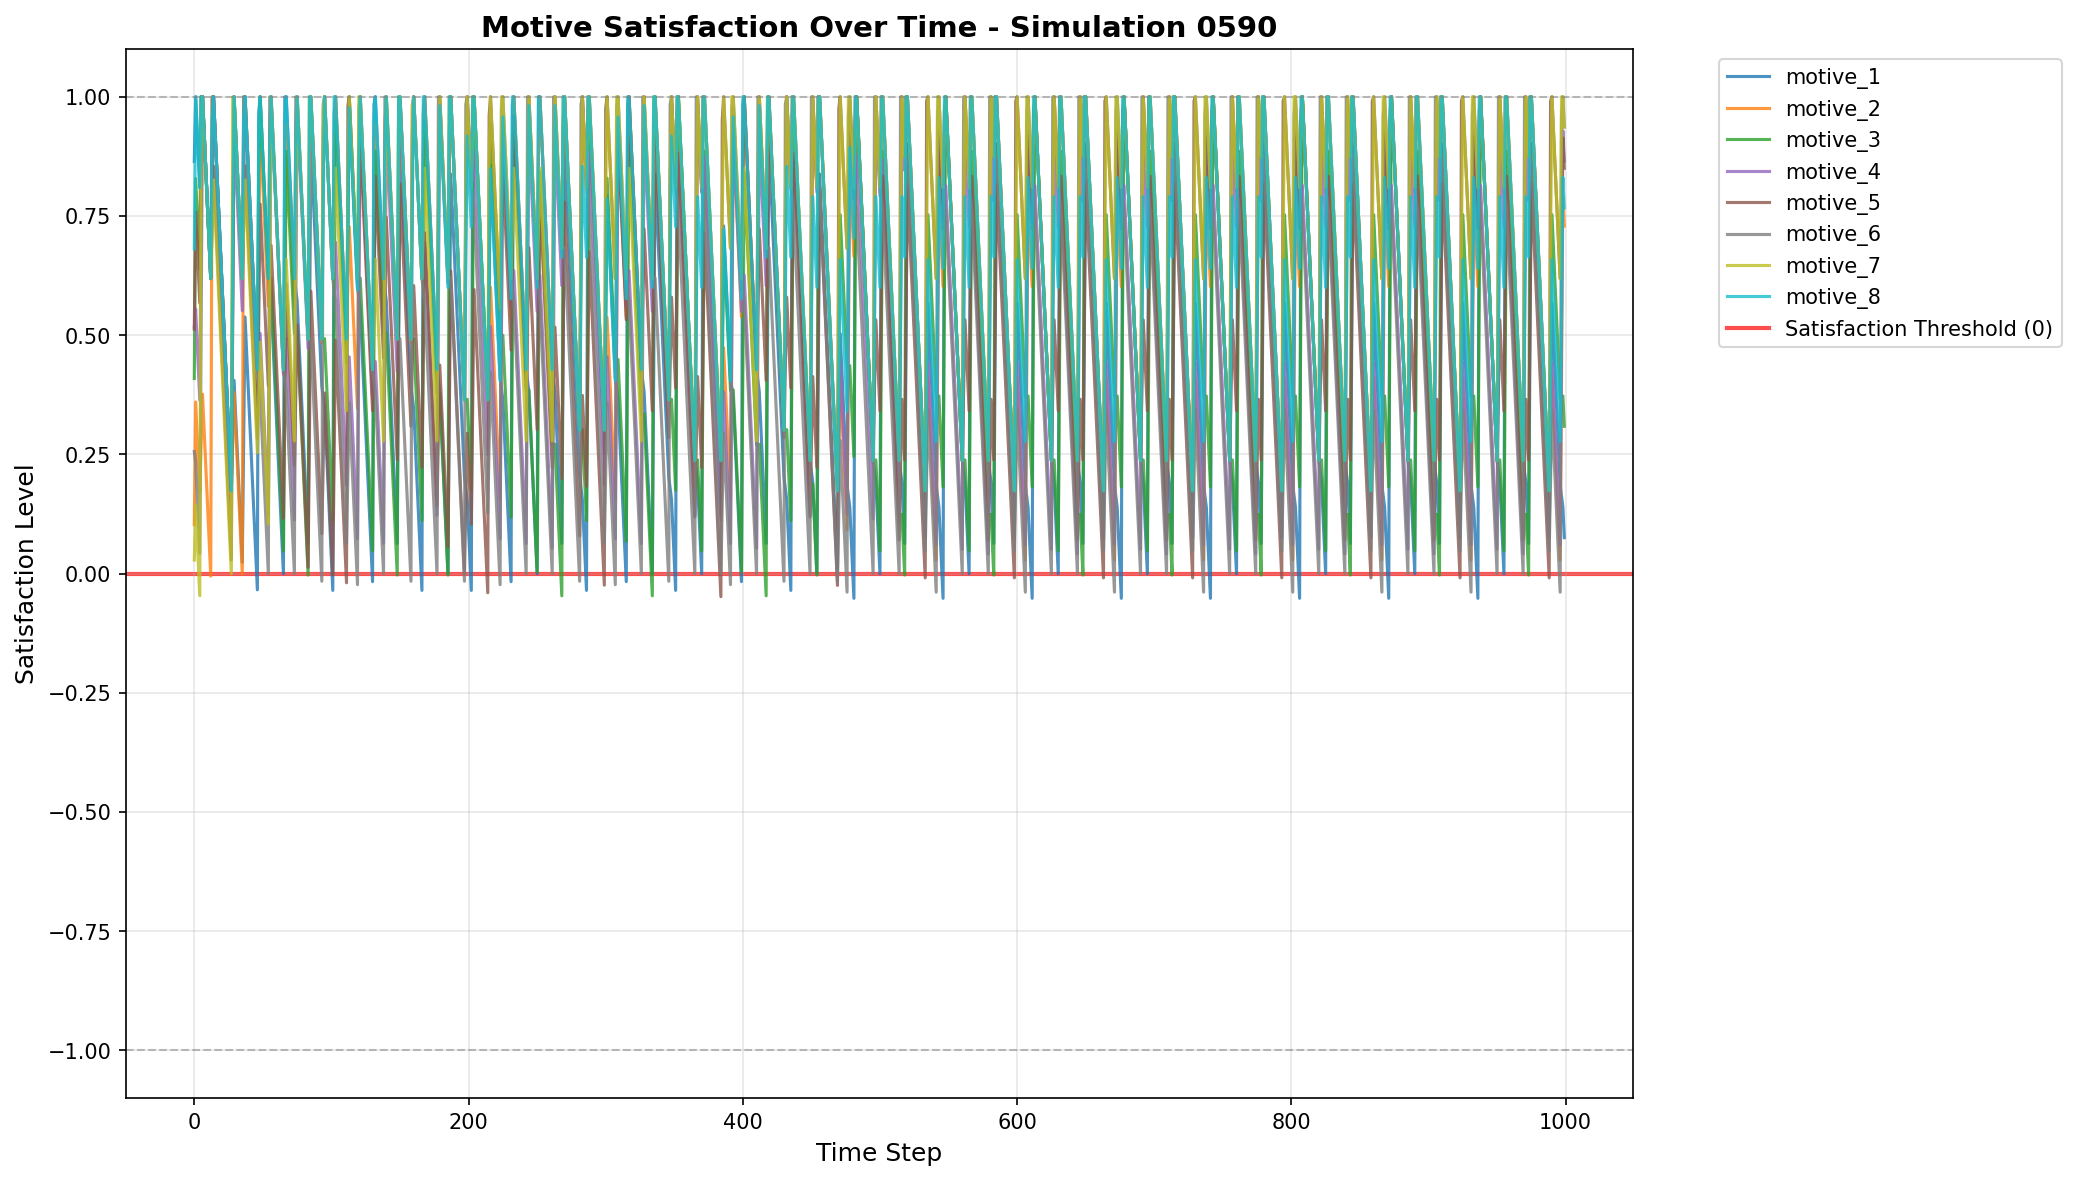 Motive Satisfaction Over Time - Simulation 0590
Satisfaction Level
1.00
0.75
0.50
0.25
0.00
−0.25
−0.50
−0.75
−1.00
0
200
400
600
800
1000
Time Step
motive_1
motive_2
motive_3
motive_4
motive_5
motive_6
motive_7
motive_8
Satisfaction Threshold (0)